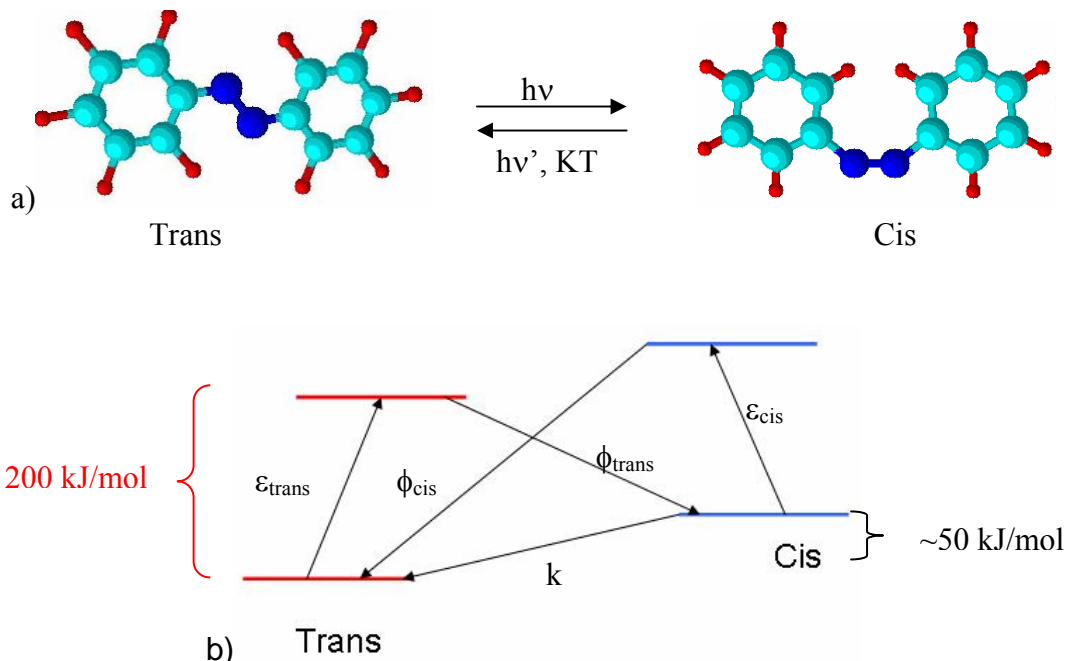 hν
hν’, KT
a)
Trans
Cis
200 kJ/mol
εtrans
ϕcis
ϕtrans
εcis
k
Cis
~50 kJ/mol
b)
Trans